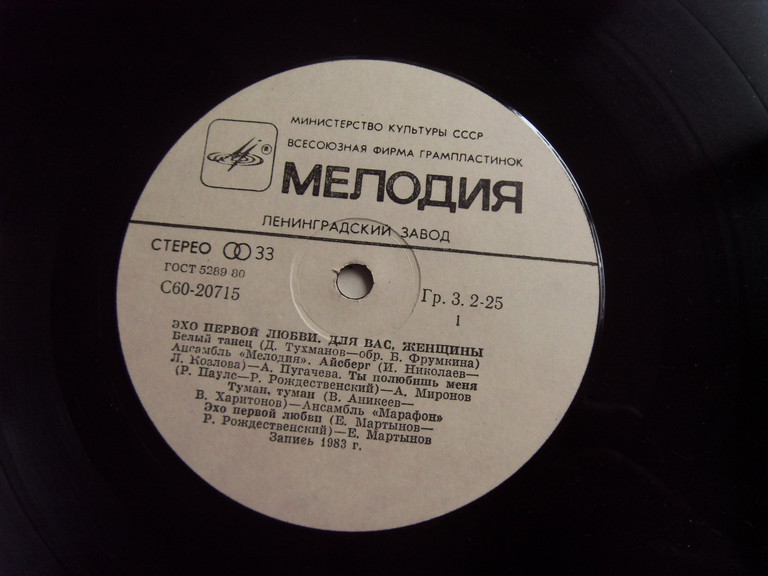 МИНИСТЕРСТВО КУЛЬТУРЫ СССР
ВСЕСОЮЗНАЯ ФИРМА ГРАМПЛАСТИНОК
®
МЕЛОДИЯ
ЛЕНИНГРАДСКИЙ ЗАВОД
СТЕРЕО 33
ГОСТ 5289 80
С60-20715
Гр. 3. 2-25
1
ЭХО ПЕРВОЙ ЛЮБВИ. ДЛЯ ВАС, ЖЕНЩИНЫ
Белый танец (Д. Тухманов—обр. Б. Фрумкина)
Ансамбль «Мелодия». Айсберг (И. Николаев—
Л. Козлова)—А. Пугачева. Ты полюбишь меня
(Р. Паулс—Р. Рождественский)—А. Миронов
Туман, туман (В. Аникеев—
В. Харитонов)—Ансамбль «Марафон»
Эхо первой любви (Е. Мартынов—
Р. Рождественский)—Е. Мартынов
Запись 1983 г.